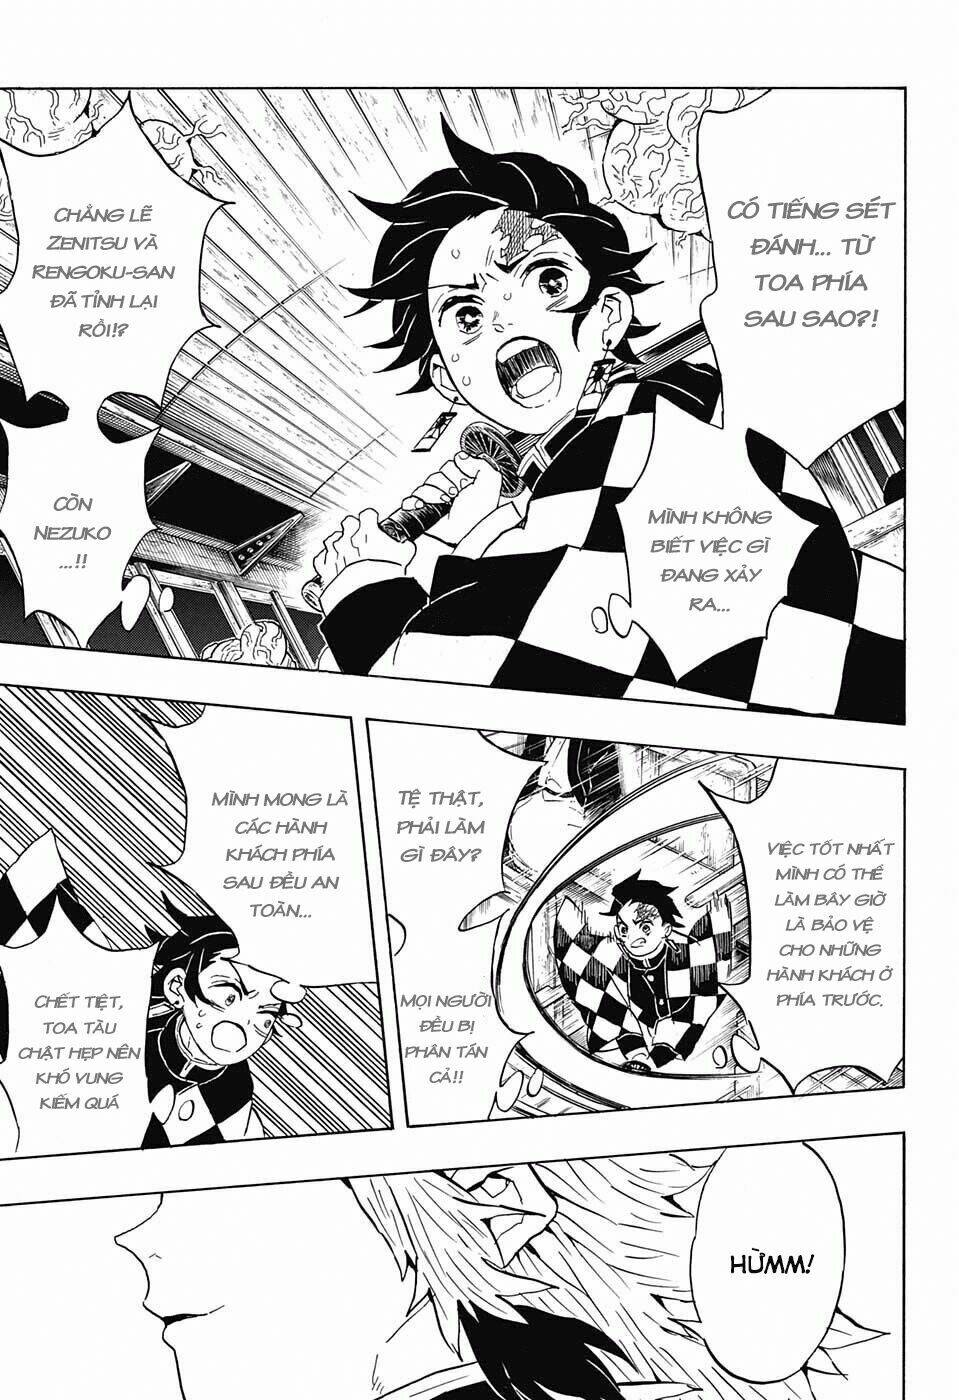 CÓ TIẾNG SÉT
ĐÁNH... TỪ
TOA PHÍA
SAU SAO?!
MÌNH KHÔNG
BIẾT VIỆC GÌ
ĐANG XẢY
RA...
CHẲNG LẼ
ZENITSU VÀ
RENGOKU-SAN
ĐÃ TỈNH LẠI
RỒI!?
CÒN
NEZUKO
...!!
VIỆC TỐT NHẤT
MÌNH CÓ THỂ
LÀM BÂY GIỜ
LÀ BẢO VỆ
CHO NHỮNG
HÀNH KHÁCH Ở
PHÍA TRƯỚC.
TỆ THẬT,
PHẢI LÀM
GÌ ĐÂY?
MỌI NGƯỜI
ĐỀU BỊ
PHÂN TÁN
CẢ!!
MÌNH MONG LÀ
CÁC HÀNH
KHÁCH PHÍA
SAU ĐỀU AN
TOÀN...
CHẾT TIỆT,
TOA TÀU
CHẬT HẸP NÊN
KHÓ VUNG
KIẾM QUÁ
HỪMM!